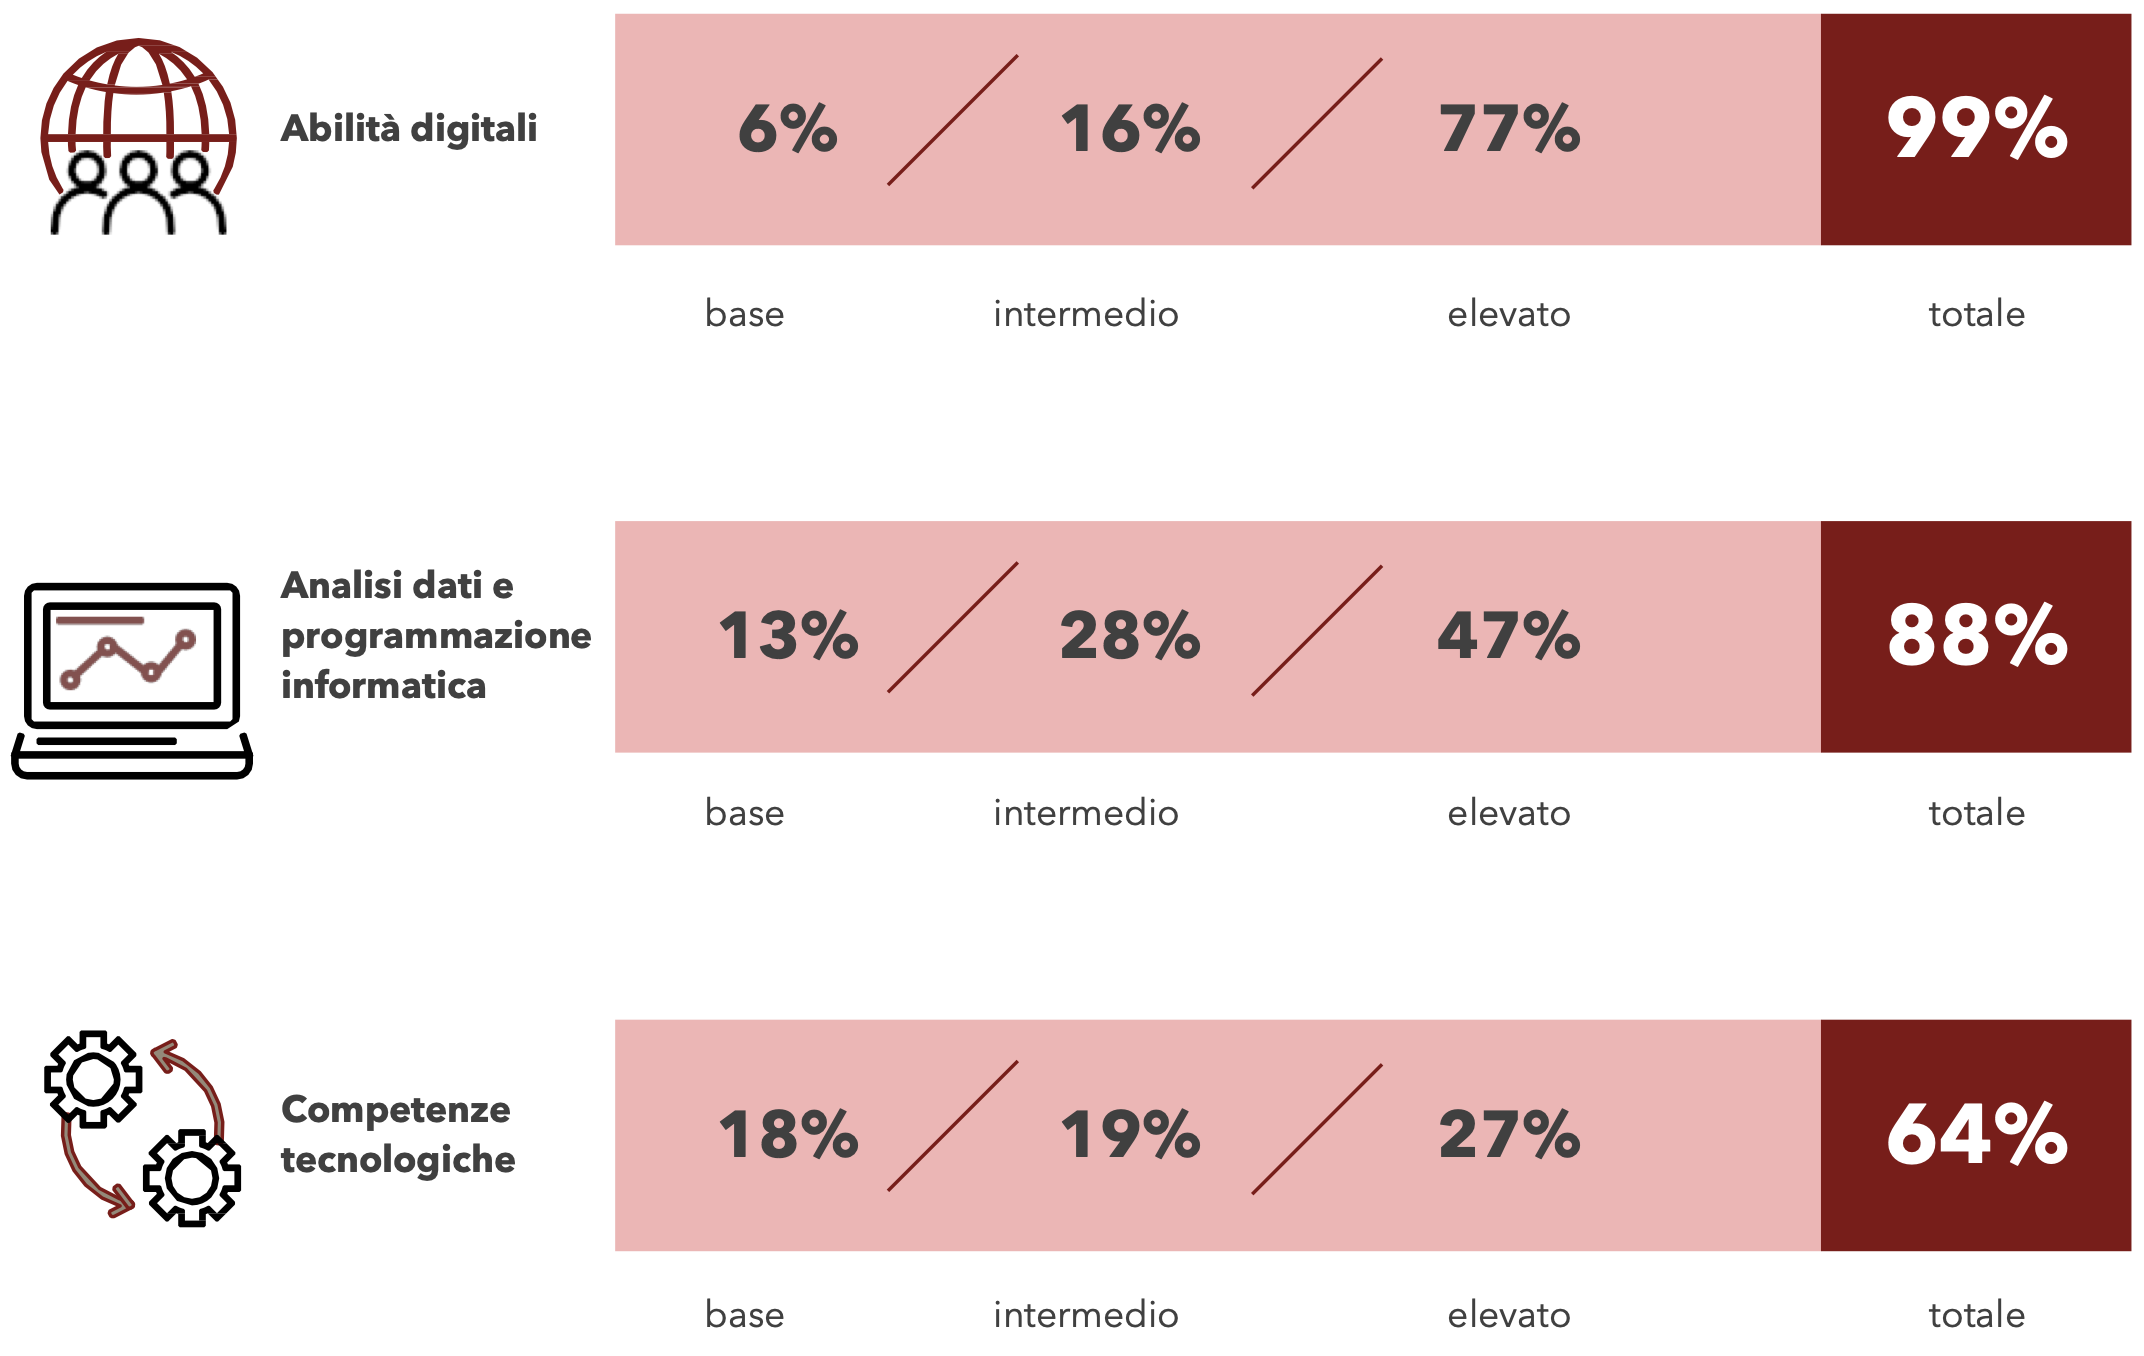 Abilità digitali
6% 16% 77% 99%
base intermedio elevato totale
Analisi dati e
programmazione
informatica
13% 28% 47% 88%
base intermedio elevato totale
Competenze
tecnologiche
18% 19% 27% 64%
base intermedio elevato totale